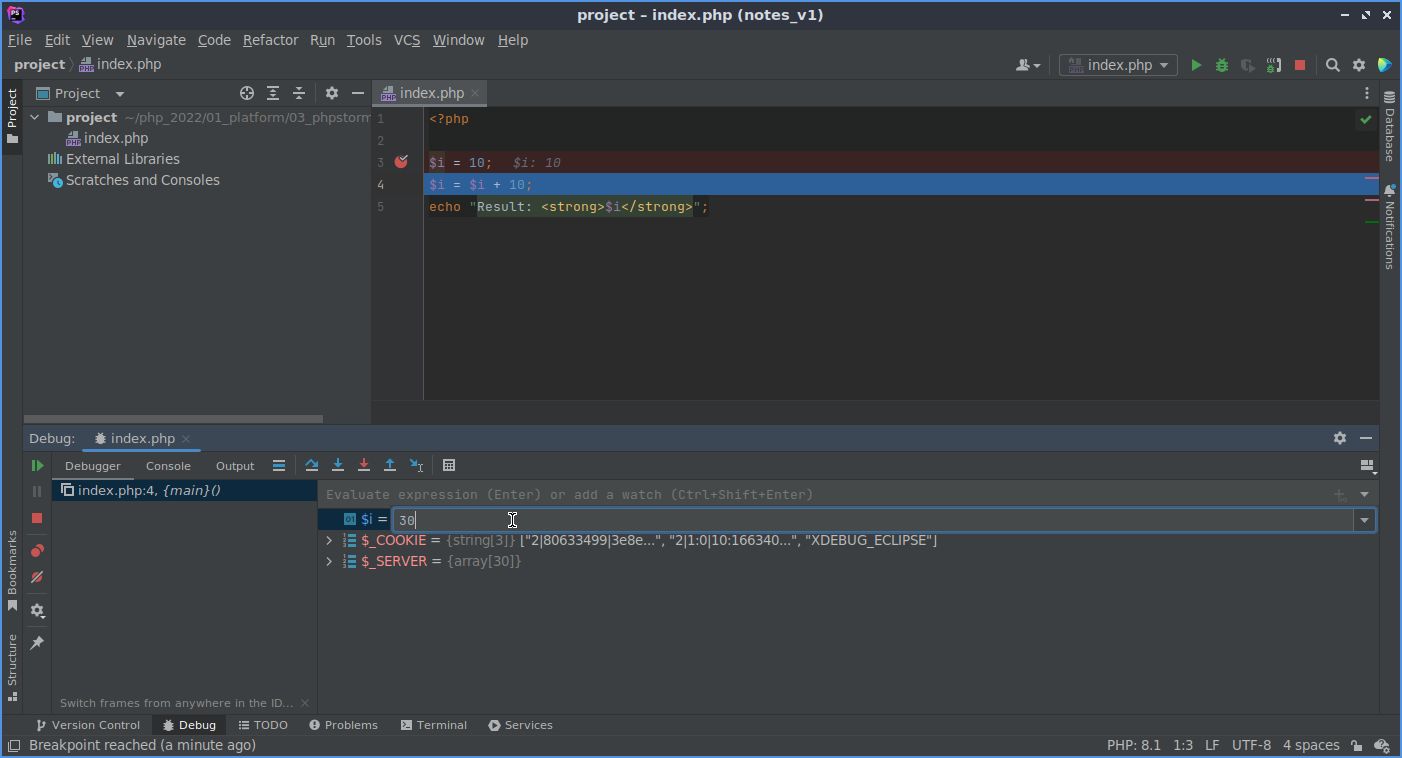 PS
project – index.php (notes_v1)
File Edit View Navigate Code Refactor Run Tools VCS Window Help
project index.php
index.php
Project
Project
index.php
project ~/php_2022/01_platform/03_phpstorm
index.php
External Libraries
Scratches and Consoles
1 <?php
2
3 $i = 10; $i: 10
4 $i = $i + 10;
5 echo "Result: <strong>$i</strong>";
Database
Notifications
Debug: index.php
Debugger Console Output
index.php:4, {main}()
Evaluate expression (Enter) or add a watch (Ctrl+Shift+Enter)
$i = 30
$_COOKIE = {string[3]} ["2|80633499|3e8e...", "2|1:0|10:166340...", "XDEBUG_ECLIPSE"]
$_SERVER = {array[30]}
Bookmarks
Structure
Switch frames from anywhere in the ID...
Version Control Debug TODO Problems Terminal Services
Breakpoint reached (a minute ago) PHP: 8.1 1:3 LF UTF-8 4 spaces